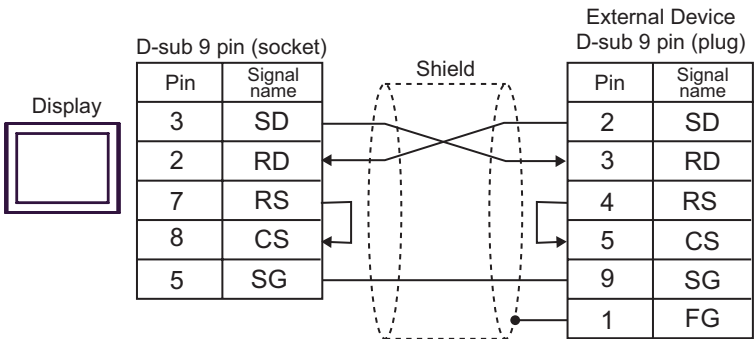 External Device
D-sub 9 pin (socket)
D-sub 9 pin (plug)
Shield
Display
Pin Signal name
3 SD
2 RD
7 RS
8 CS
5 SG
Pin Signal name
2 SD
3 RD
4 RS
5 CS
9 SG
1 FG